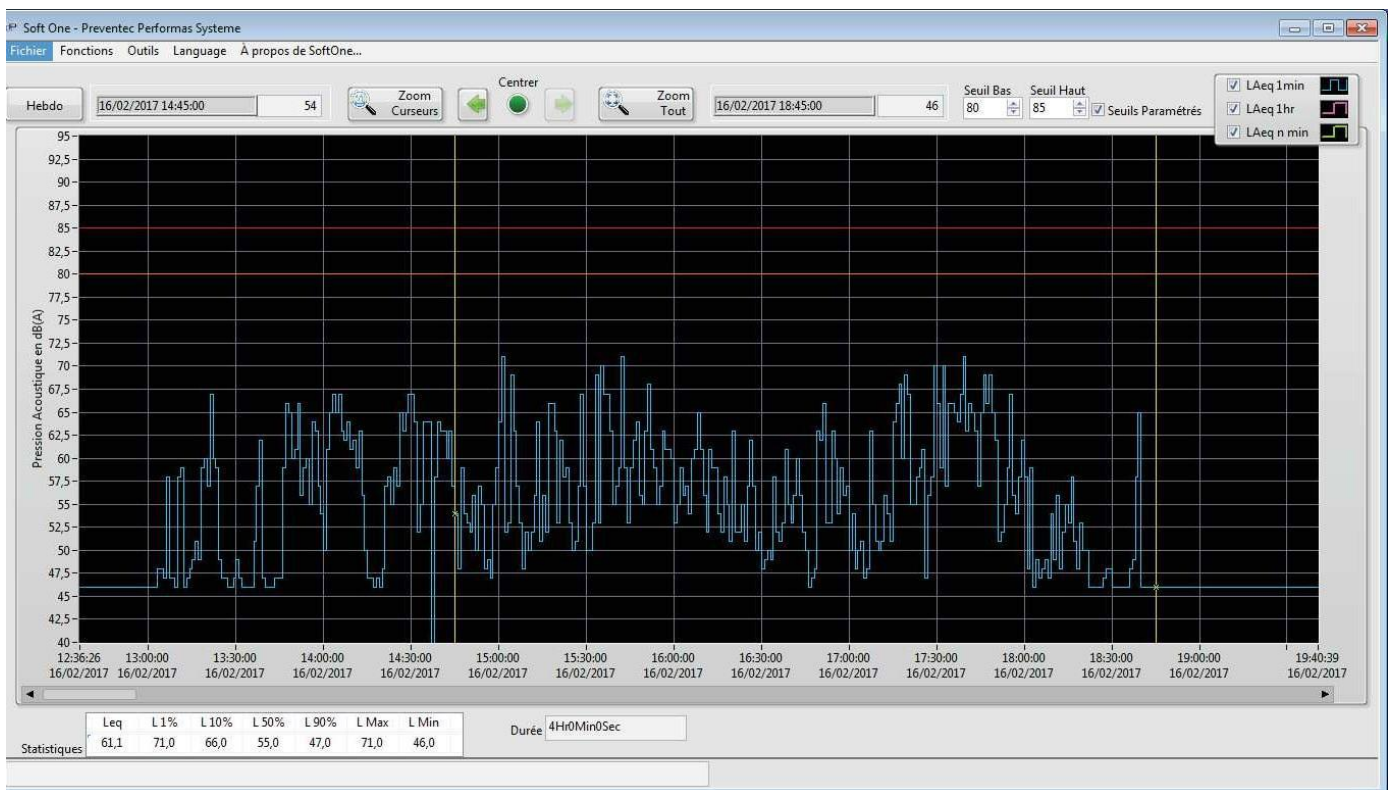 Soft One - Preventec Performas Systeme
Fichier Fonctions Outils Language À propos de SoftOne...
Hebdo
16/02/2017 14:45:00 54
Zoom Curseurs
Centrer
Zoom Tout
16/02/2017 18:45:00 46
Seuil Bas Seuil Haut
80 85 Seuils Paramétrés
LAeq 1min
LAeq 1hr
LAeq n min
Pression Acoustique en dB(A)
95
92,5
90
87,5
85
82,5
80
77,5
75
72,5
70
67,5
65
62,5
60
57,5
55
52,5
50
47,5
45
42,5
40
12:36:26 13:00:00 13:30:00 14:00:00 14:30:00 15:00:00 15:30:00 16:00:00 16:30:00 17:00:00 17:30:00 18:00:00 18:30:00 19:00:00 19:40:39
16/02/2017 16/02/2017 16/02/2017 16/02/2017 16/02/2017 16/02/2017 16/02/2017 16/02/2017 16/02/2017 16/02/2017 16/02/2017 16/02/2017 16/02/2017 16/02/2017 16/02/2017
Leq L 1% L 10% L 50% L 90% L Max L Min
Statistiques 61,1 71,0 66,0 55,0 47,0 71,0 46,0
Durée 4Hr0Min0Sec